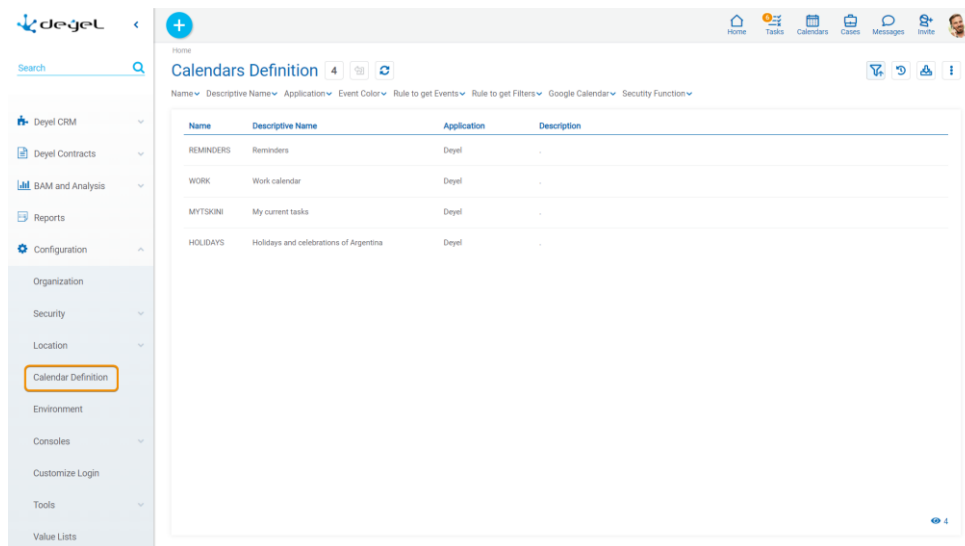 deyel
Search
Deyel CRM
Deyel Contracts
BAM and Analysis
Reports
Configuration
Organization
Security
Location
Calendar Definition
Environment
Consoles
Customize Login
Tools
Value Lists
6
Home Tasks Calendars Cases Messages Invite
Home
Calendars Definition 4
Name Descriptive Name Application Event Color Rule to get Events Rule to get Filters Google Calendar Secutity Function
Name Descriptive Name Application Description
REMINDERS Reminders Deyel .
WORK Work calendar Deyel .
MYTSKINI My current tasks Deyel .
HOLIDAYS Holidays and celebrations of Argentina Deyel .
4